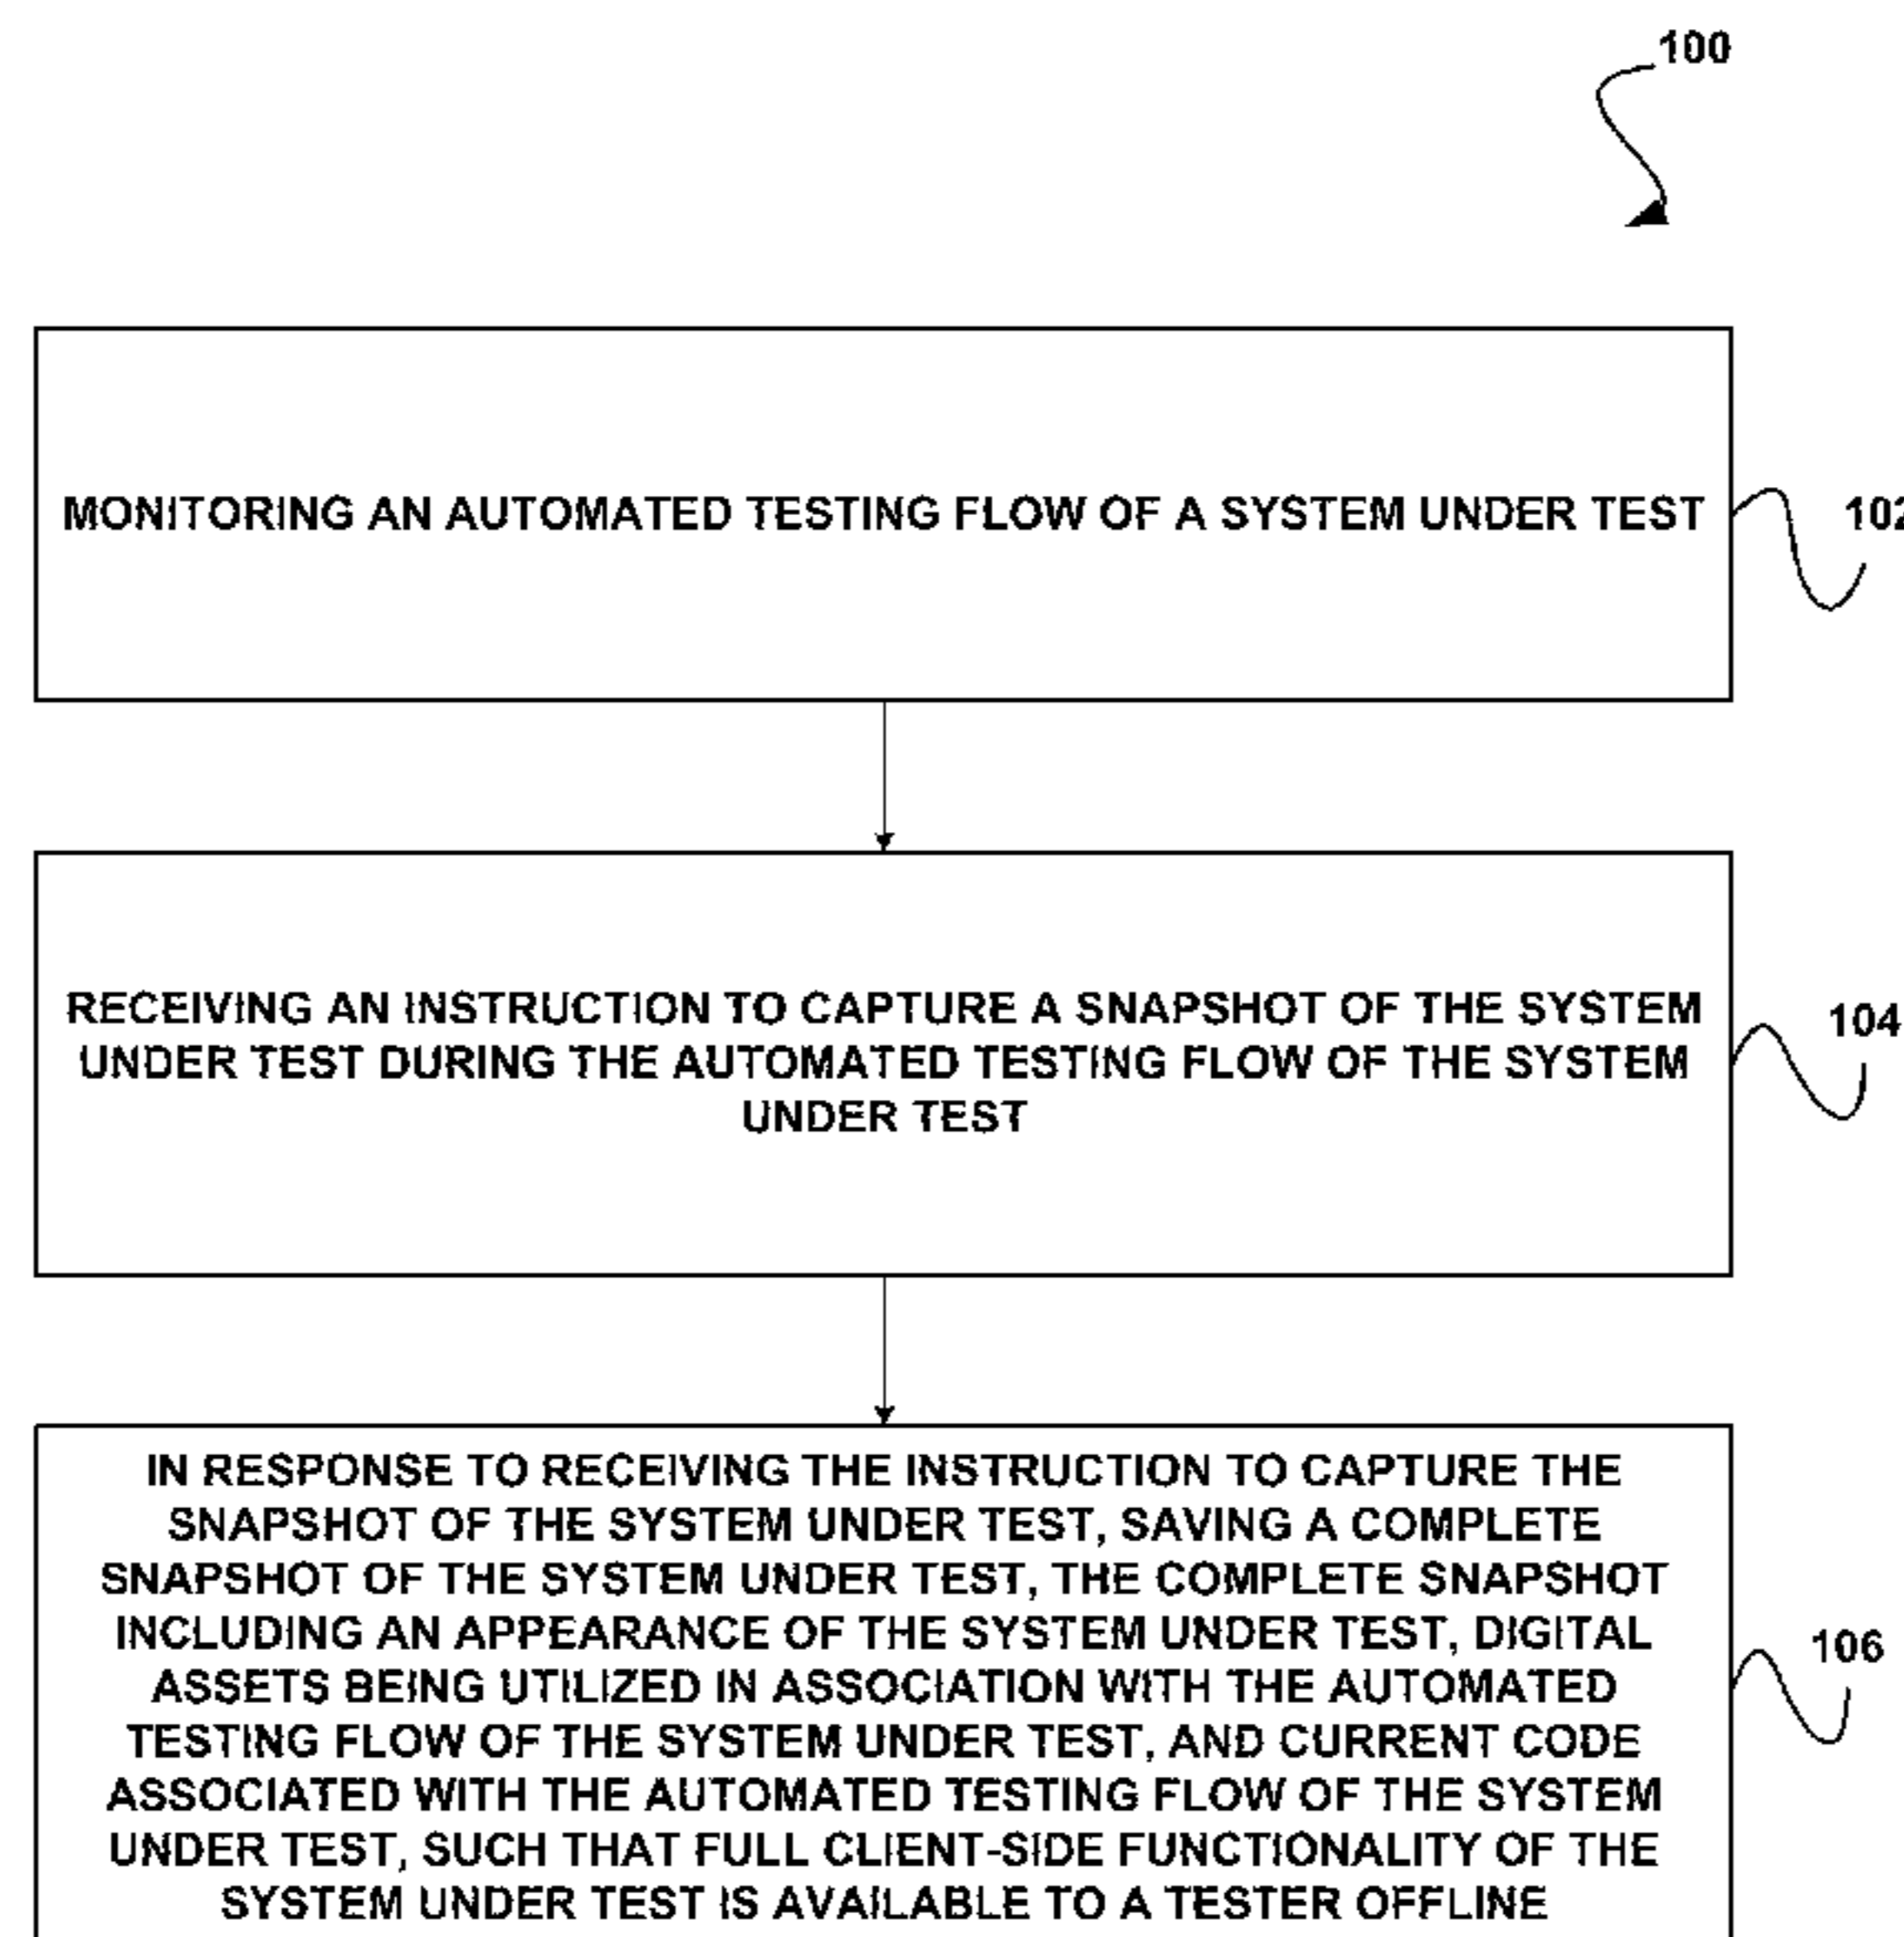 100
MONITORING AN AUTOMATED TESTING FLOW OF A SYSTEM UNDER TEST
102
RECEIVING AN INSTRUCTION TO CAPTURE A SNAPSHOT OF THE SYSTEM
UNDER TEST DURING THE AUTOMATED TESTING FLOW OF THE SYSTEM
UNDER TEST
104
IN RESPONSE TO RECEIVING THE INSTRUCTION TO CAPTURE THE
SNAPSHOT OF THE SYSTEM UNDER TEST, SAVING A COMPLETE
SNAPSHOT OF THE SYSTEM UNDER TEST, THE COMPLETE SNAPSHOT
INCLUDING AN APPEARANCE OF THE SYSTEM UNDER TEST, DIGITAL
ASSETS BEING UTILIZED IN ASSOCIATION WITH THE AUTOMATED
TESTING FLOW OF THE SYSTEM UNDER TEST, AND CURRENT CODE
ASSOCIATED WITH THE AUTOMATED TESTING FLOW OF THE SYSTEM
UNDER TEST, SUCH THAT FULL CLIENT-SIDE FUNCTIONALITY OF THE
SYSTEM UNDER TEST IS AVAILABLE TO A TESTER OFFLINE
106